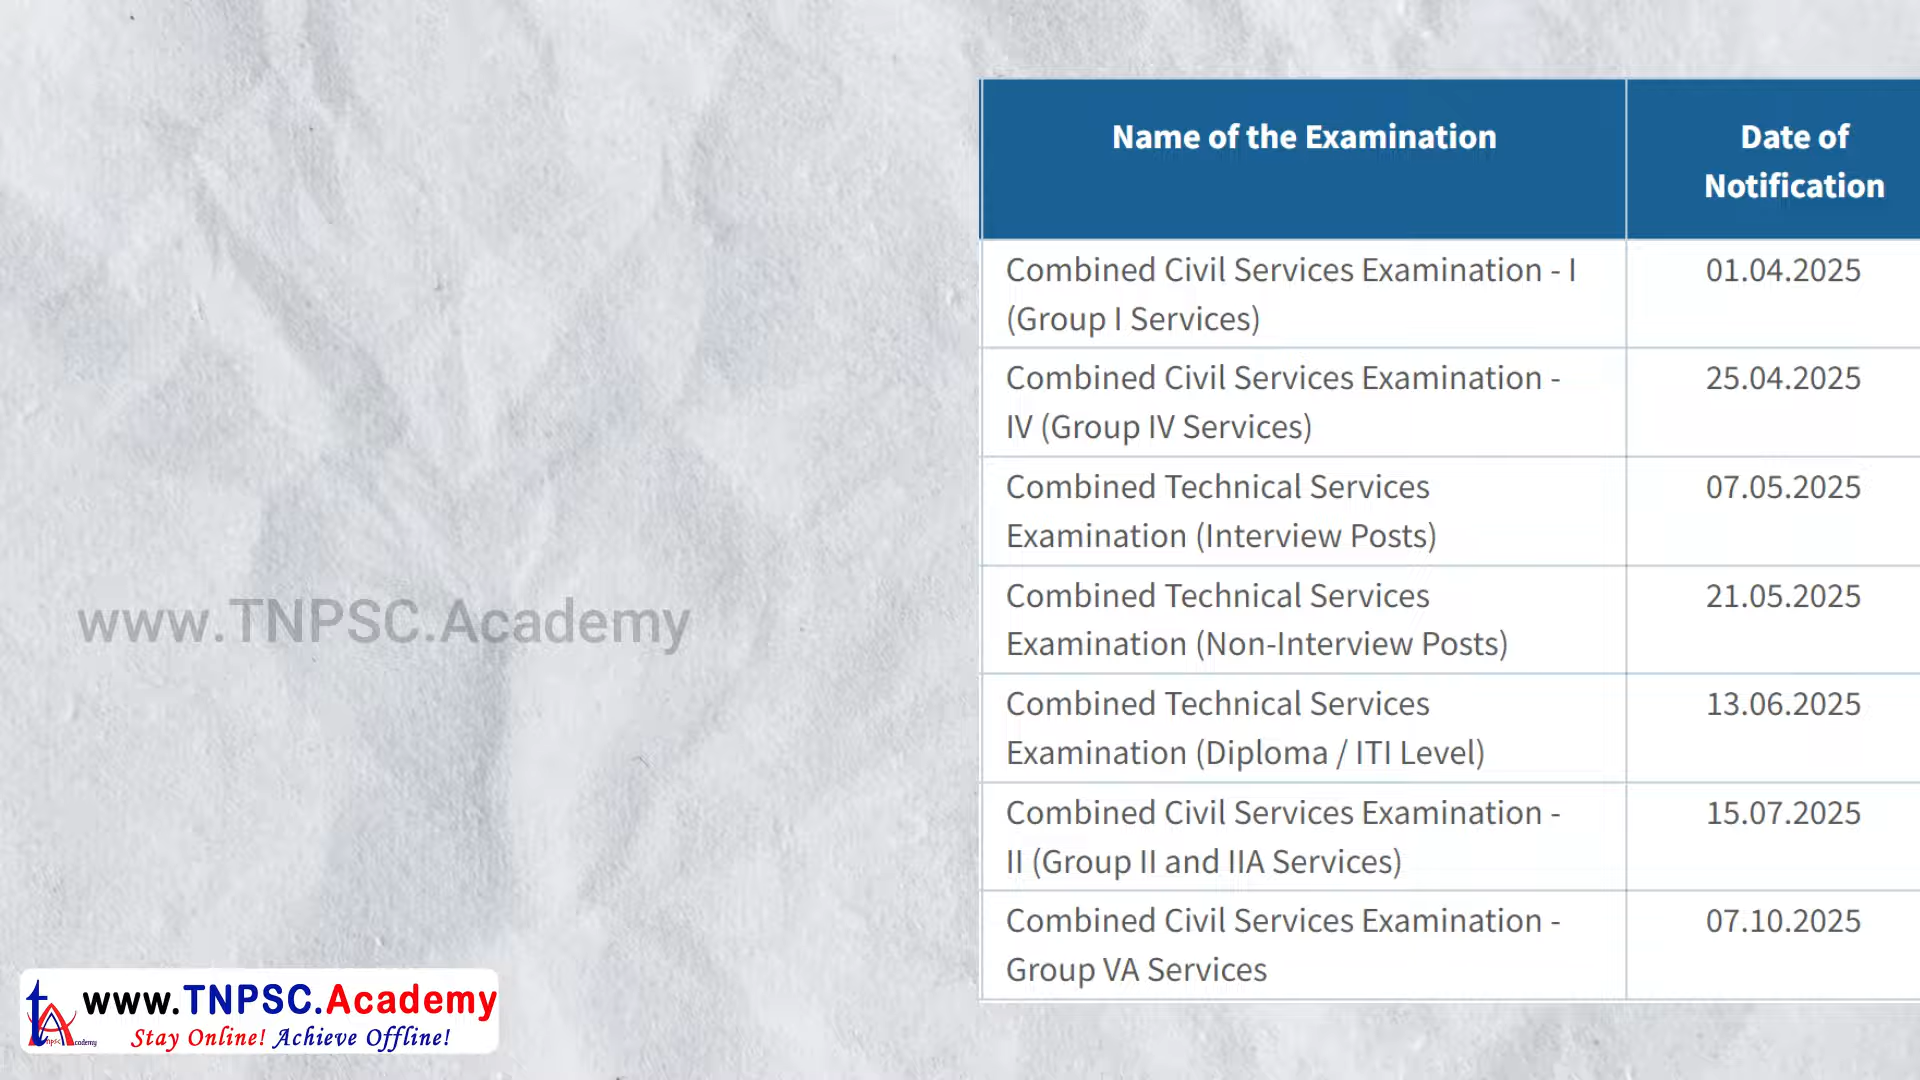 Name of the Examination
Date of
Notification
Combined Civil Services Examination - I
(Group I Services)
01.04.2025
Combined Civil Services Examination -
IV (Group IV Services)
25.04.2025
Combined Technical Services
Examination (Interview Posts)
07.05.2025
Combined Technical Services
Examination (Non-Interview Posts)
21.05.2025
Combined Technical Services
Examination (Diploma / ITI Level)
13.06.2025
Combined Civil Services Examination -
II (Group II and IIA Services)
15.07.2025
Combined Civil Services Examination -
Group VA Services
07.10.2025
www.TNPSC.Academy
www.TNPSC.Academy
Stay Online! Achieve Offline!